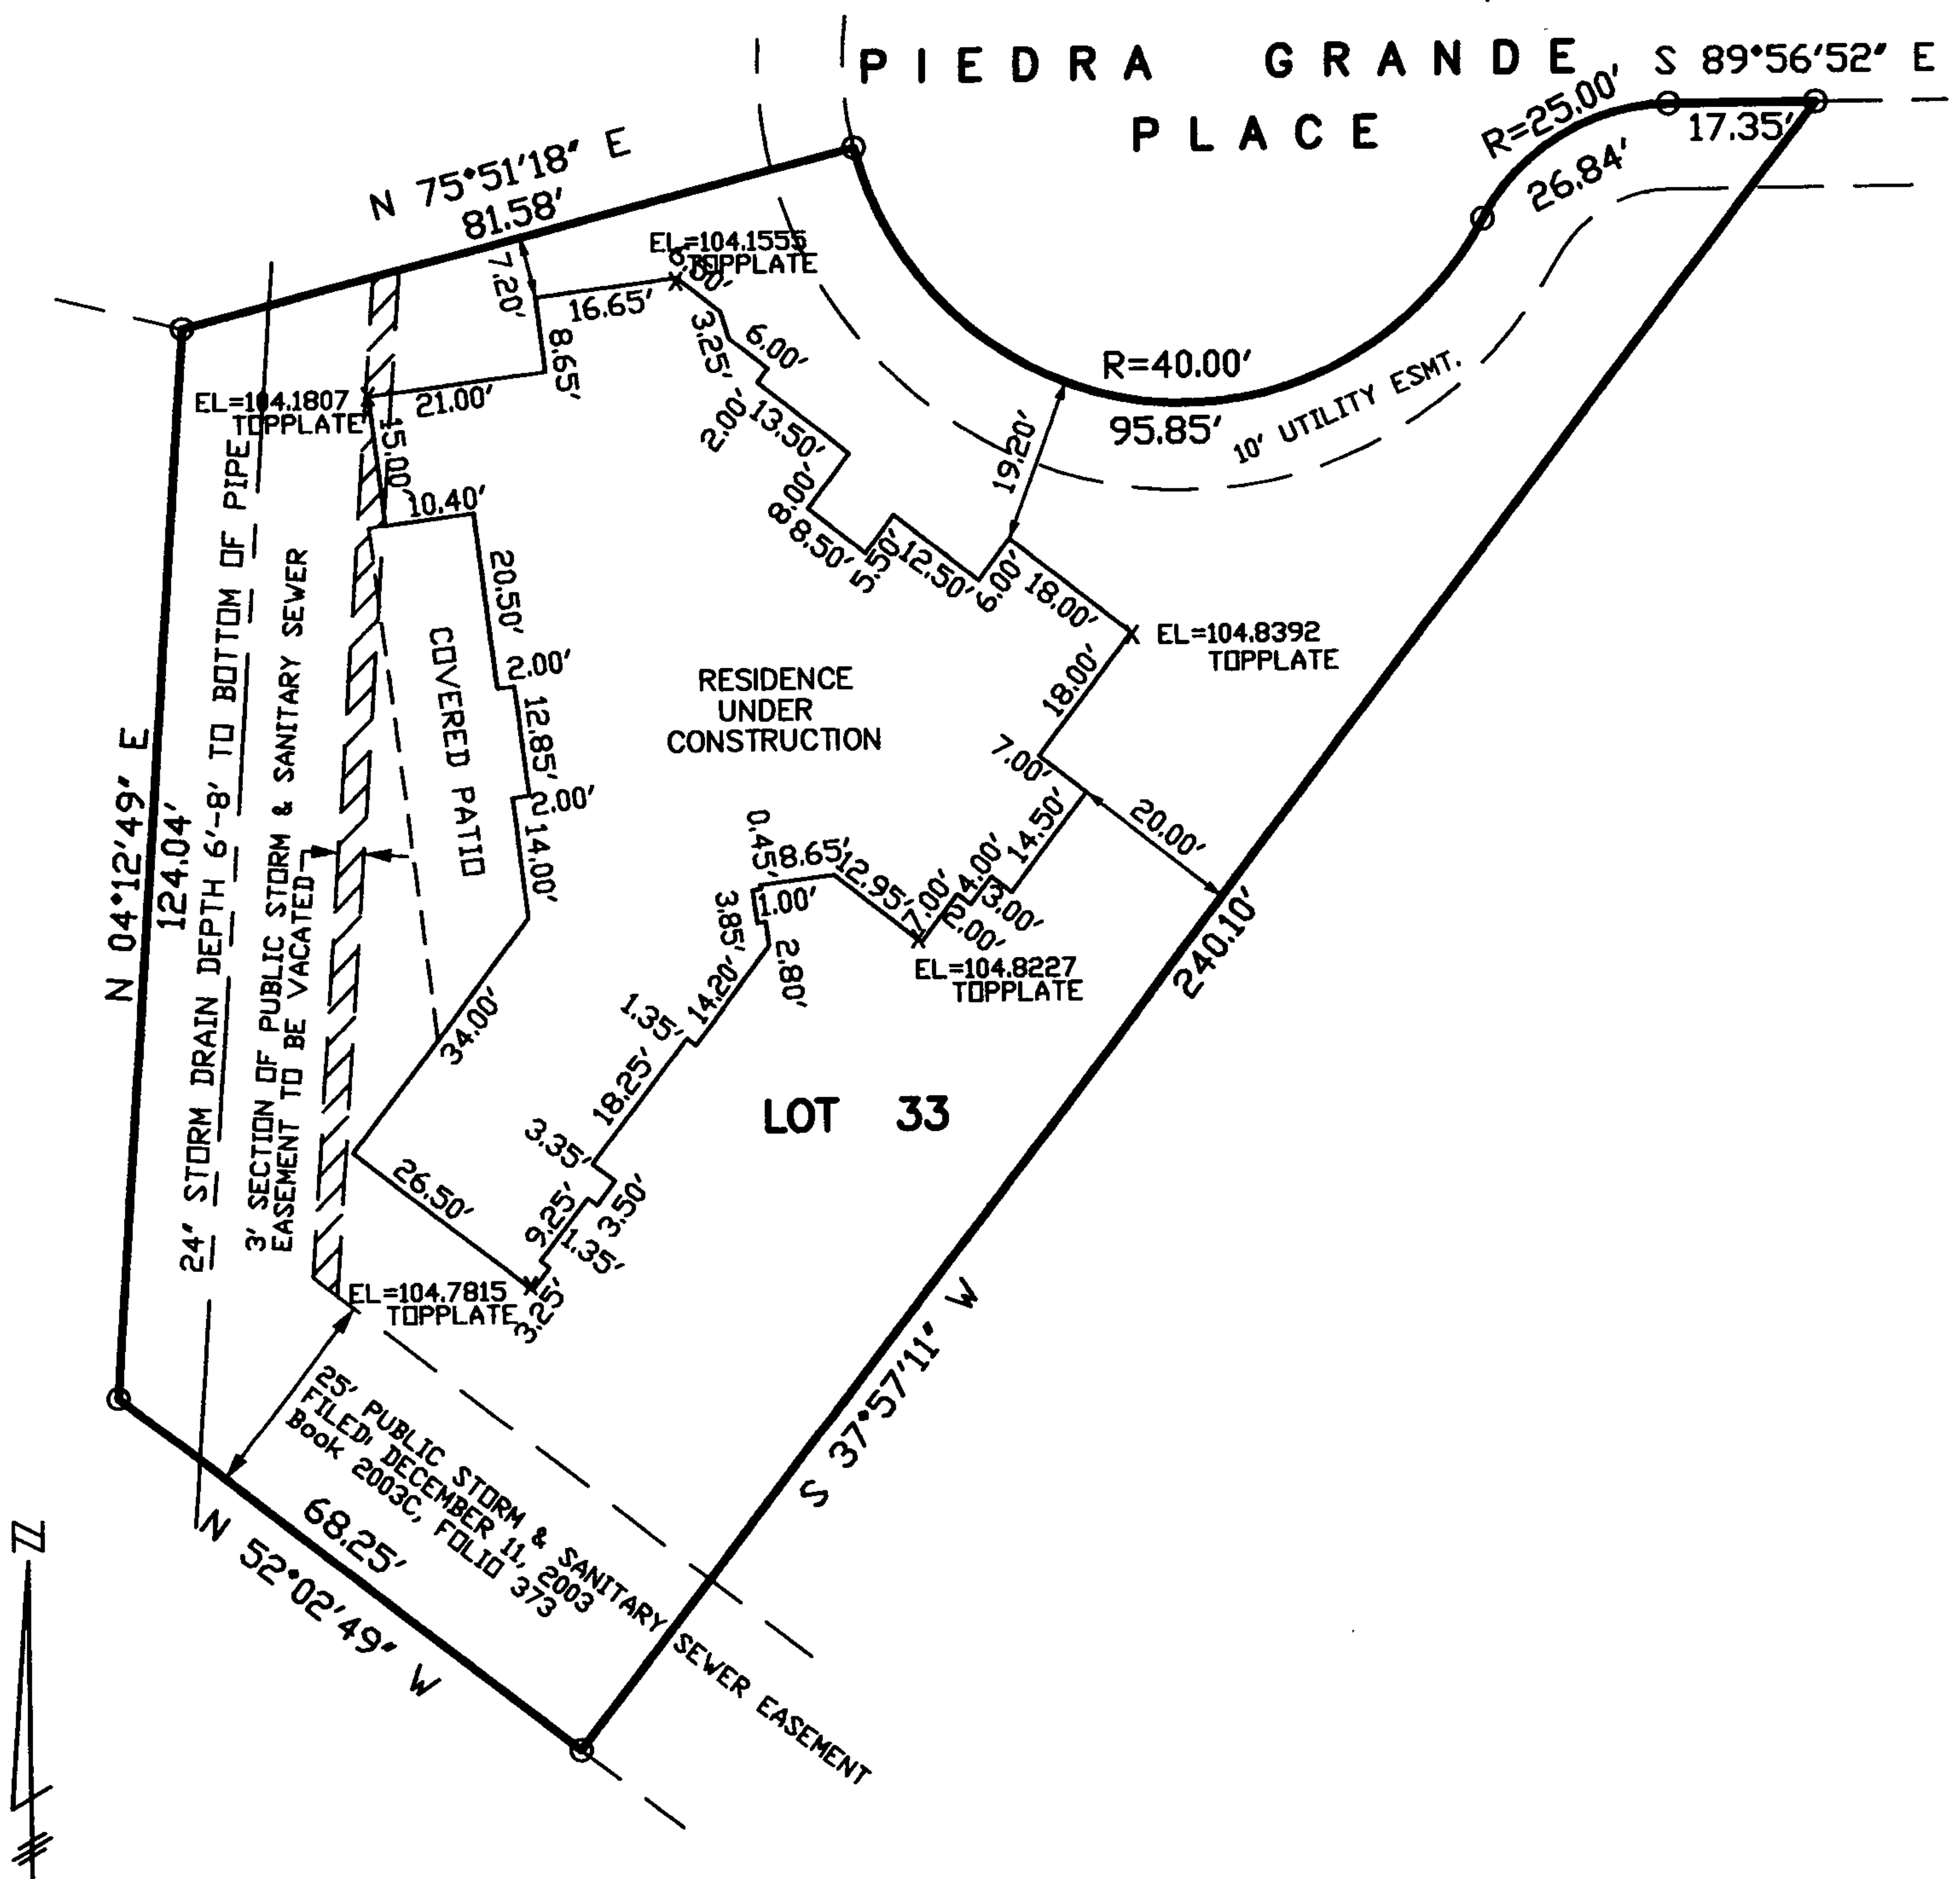 PIEDRA GRANDE
PLACE
S 89°56'52" E
17.35'
R=25.00'
26.84'
N 75°51'18" E
81.58'
EL=104.1555
TOPPLATE
7.20'
16.65'
8.65'
3.25'
6.00'
2.00'
13.50'
8.00'
8.50'
5.50'
12.50'
6.00'
18.00'
R=40.00'
95.85'
19.20'
10' UTILITY ESMT.
EL=104.1807
TOPPLATE
21.00'
15.00'
10.40'
20.50'
2.00'
12.85'
2.00'
14.00'
COVERED PATIO
RESIDENCE
UNDER
CONSTRUCTION
EL=104.8392
TOPPLATE
18.00'
7.00'
14.50'
20.00'
3.00'
4.00'
2.00'
7.00'
12.95'
8.65'
0.45'
1.00'
3.85'
2.80'
EL=104.8227
TOPPLATE
240.10'
S 37°57'11" W
N 04°12'49" E
124.04'
24" STORM DRAIN DEPTH 6'-8' TO BOTTOM OF PIPE
3' SECTION OF PUBLIC STORM & SANITARY SEWER
EASEMENT TO BE VACATED
34.00'
14.20'
1.35'
18.25'
3.35'
3.50'
1.35'
9.25'
3.25'
26.50'
LOT 33
EL=104.7815
TOPPLATE
25' PUBLIC STORM & SANITARY SEWER EASEMENT
FILED: DECEMBER 11, 2003
Book 2003C, FOLIO 373
68.25'
N 52°02'49" W
N